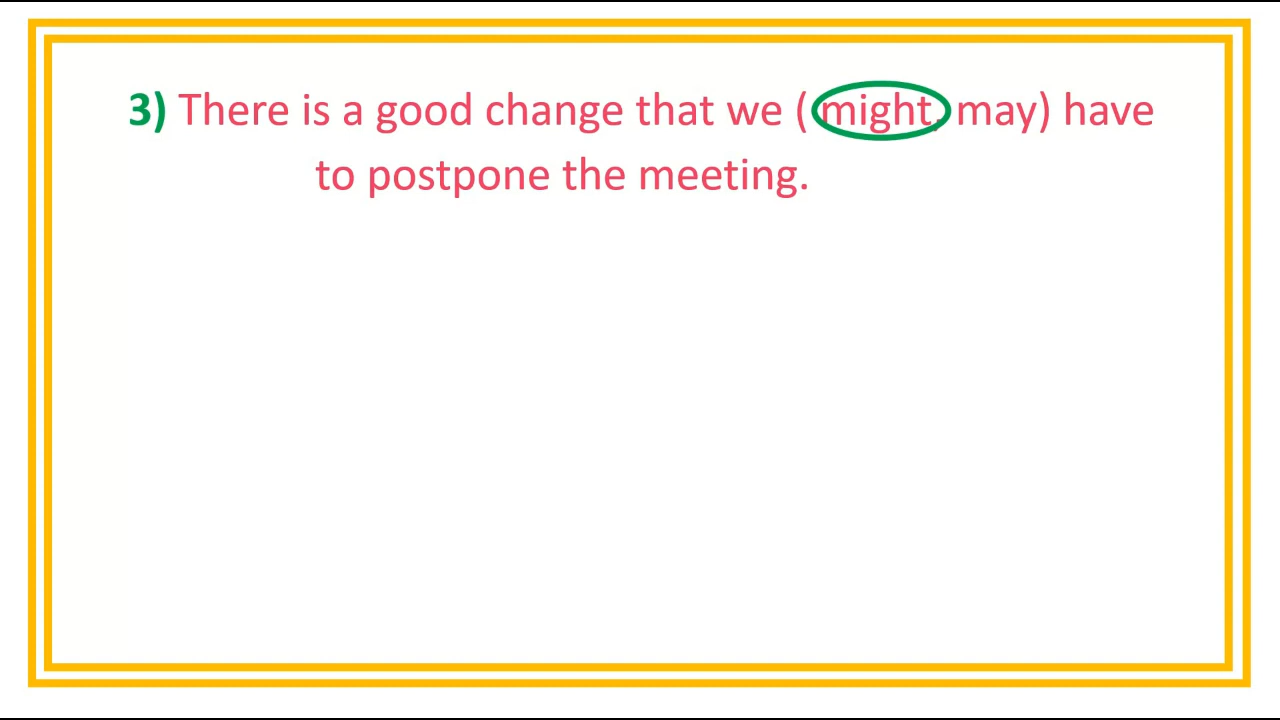 3) There is a good change that we ( might, may) have
to postpone the meeting.